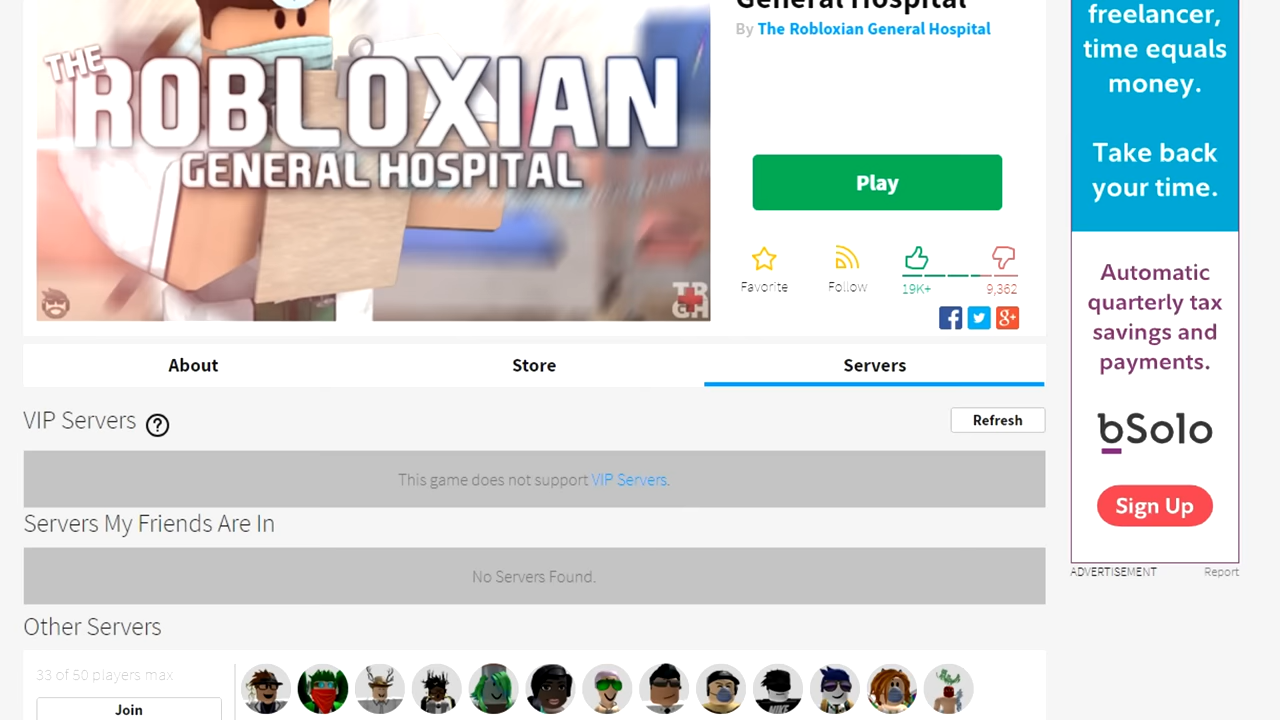 General Hospital
By The Robloxian General Hospital
THE
ROBLOXIAN
GENERAL HOSPITAL
TR
GH
Play
Favorite
Follow
19K+
9,362
About
Store
Servers
VIP Servers
Refresh
This game does not support VIP Servers.
Servers My Friends Are In
No Servers Found.
Other Servers
33 of 50 players max
Join
freelancer,
time equals
money.
Take back
your time.
Automatic
quarterly tax
savings and
payments.
bSolo
Sign Up
ADVERTISEMENT
Report